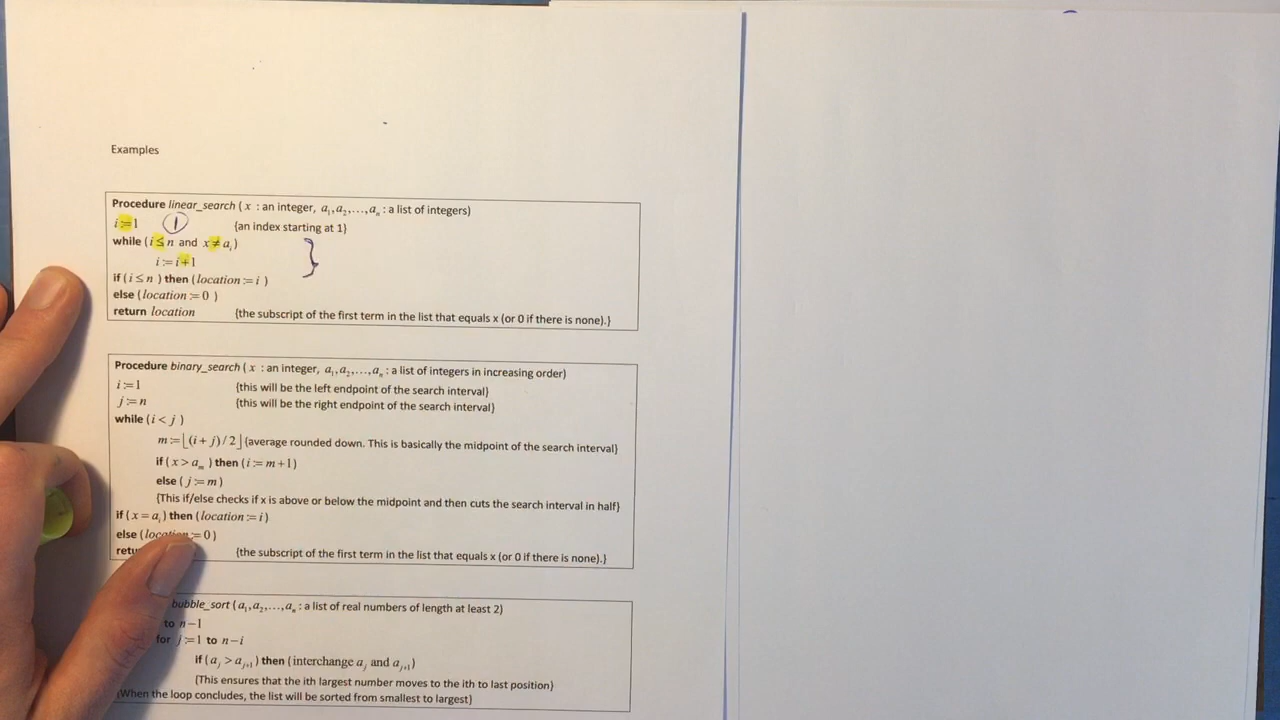 Examples
Procedure linear_search ( x : an integer, a₁,a₂,…,aₙ : a list of integers)
i:=1 ① {an index starting at 1}
while (i ≤ n and x ≠ aᵢ)
i:=i+1 }
if (i ≤ n ) then (location := i )
else (location := 0 )
return location {the subscript of the first term in the list that equals x (or 0 if there is none).}
Procedure binary_search ( x : an integer, a₁,a₂,…,aₙ : a list of integers in increasing order)
i:=1 {this will be the left endpoint of the search interval}
j:=n {this will be the right endpoint of the search interval}
while (i < j )
m:=⌊(i + j) / 2⌋ {average rounded down. This is basically the midpoint of the search interval}
if (x > aₘ ) then (i := m+1)
else ( j := m)
{This if/else checks if x is above or below the midpoint and then cuts the search interval in half}
if (x = aᵢ) then (location := i)
else (location := 0)
{the subscript of the first term in the list that equals x (or 0 if there is none).}
bubble_sort (a₁,a₂,…,aₙ : a list of real numbers of length at least 2)
to n−1
for j:=1 to n−i
if (aⱼ > aⱼ₊₁) then (interchange aⱼ and aⱼ₊₁)
{This ensures that the ith largest number moves to the ith to last position}
{When the loop concludes, the list will be sorted from smallest to largest}